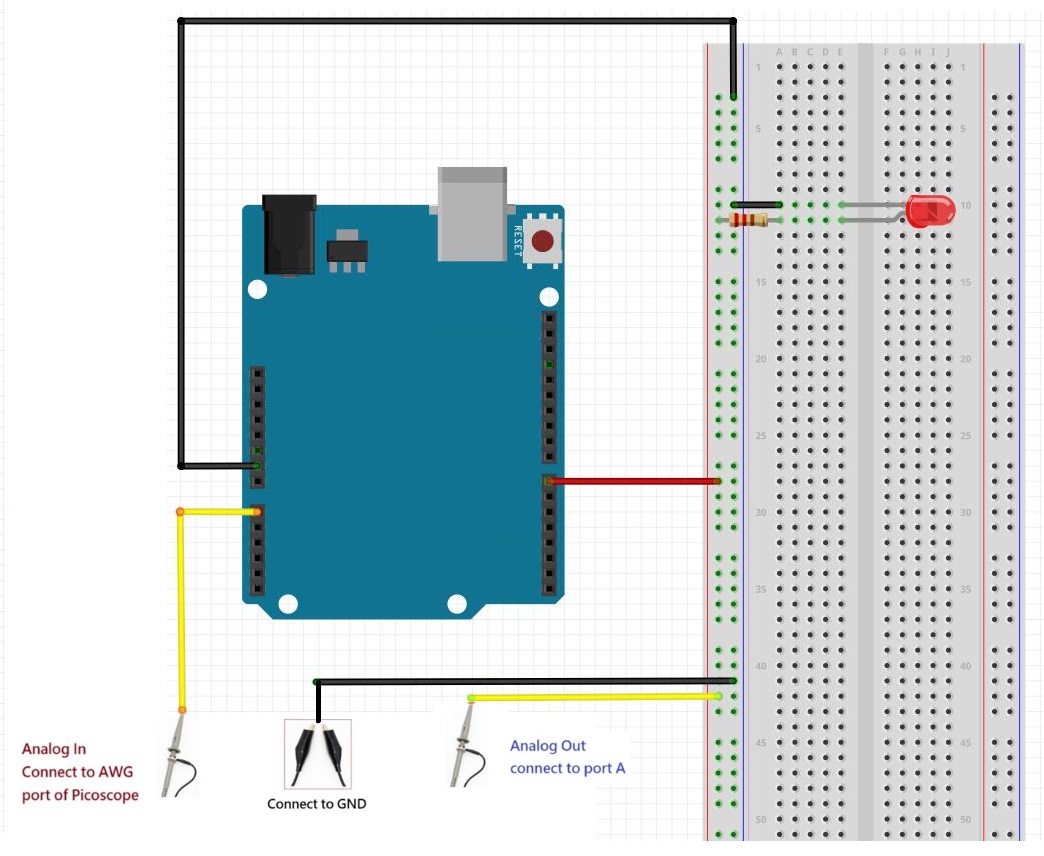 A B C D E F G H I J
1 1
5 5
10 10
RESET
15 15
20 20
25 25
30 30
35 35
40 40
Analog In
Connect to AWG
port of Picoscope
Connect to GND
Analog Out
connect to port A
45 45
50 50